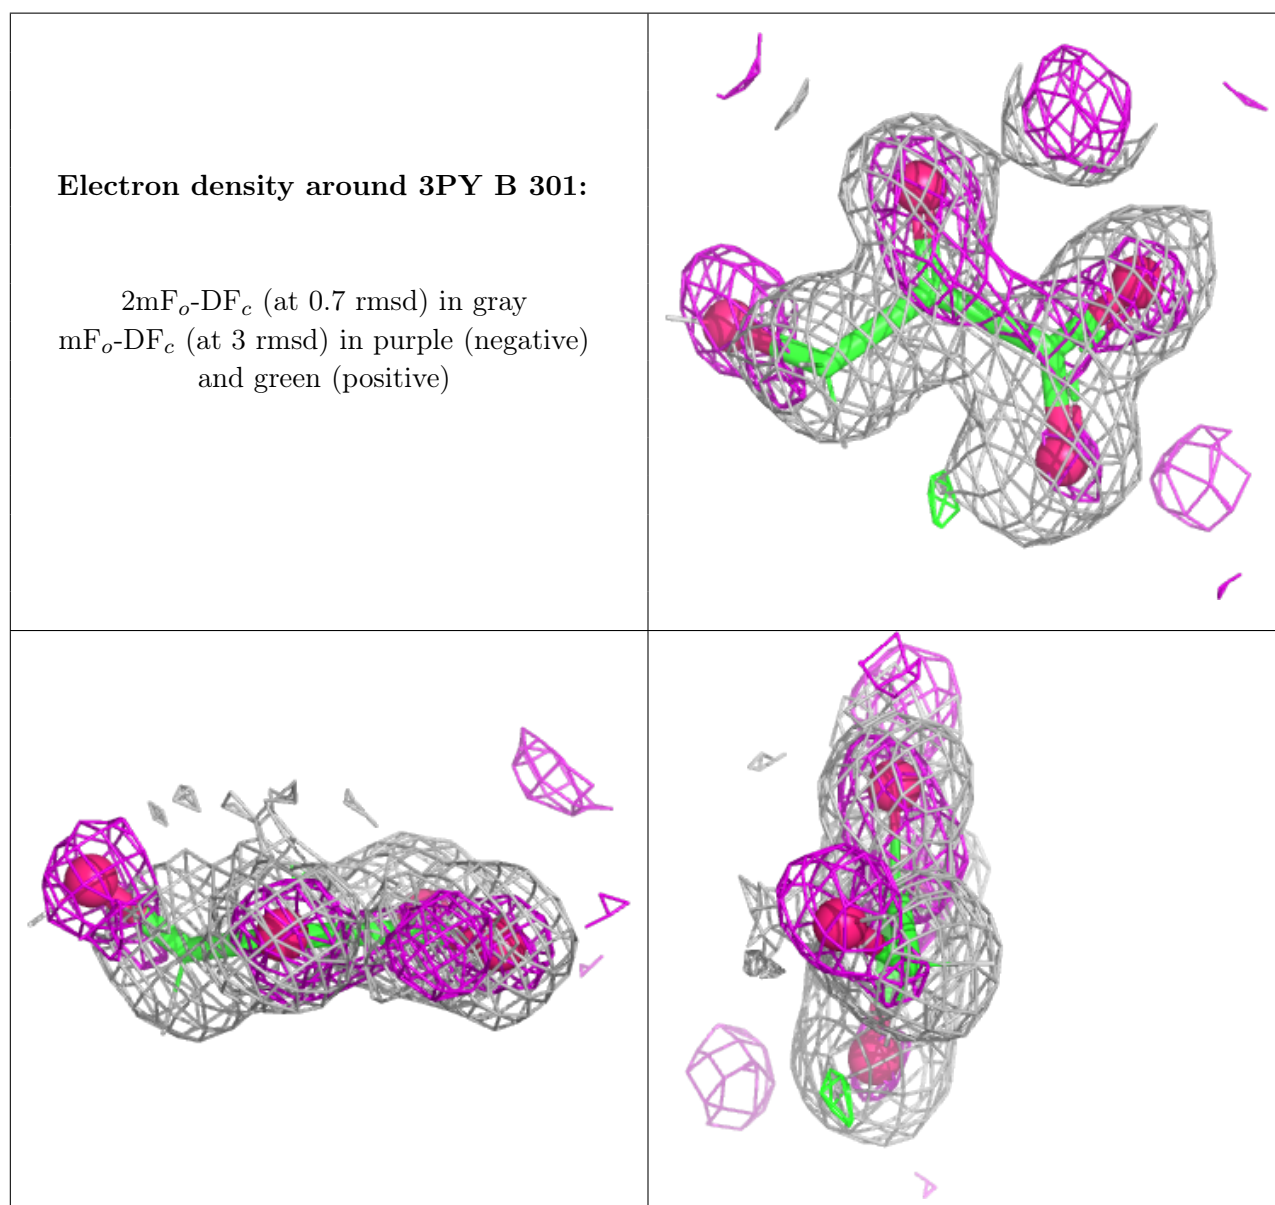 Electron density around 3PY B 301:
2mFo-DFc (at 0.7 rmsd) in gray
mFo-DFc (at 3 rmsd) in purple (negative)
and green (positive)